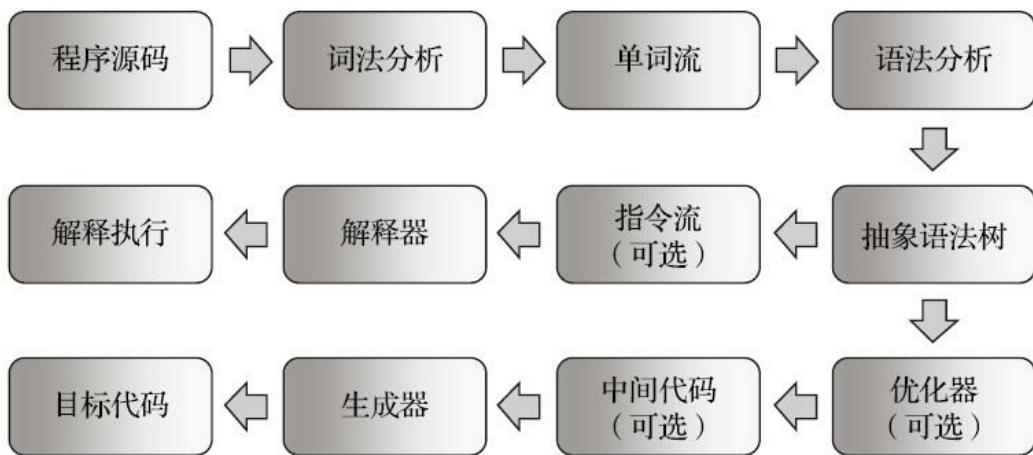 程序源码
词法分析
单词流
语法分析
解释执行
解释器
指令流
（可选）
抽象语法树
目标代码
生成器
中间代码
（可选）
优化器
（可选）